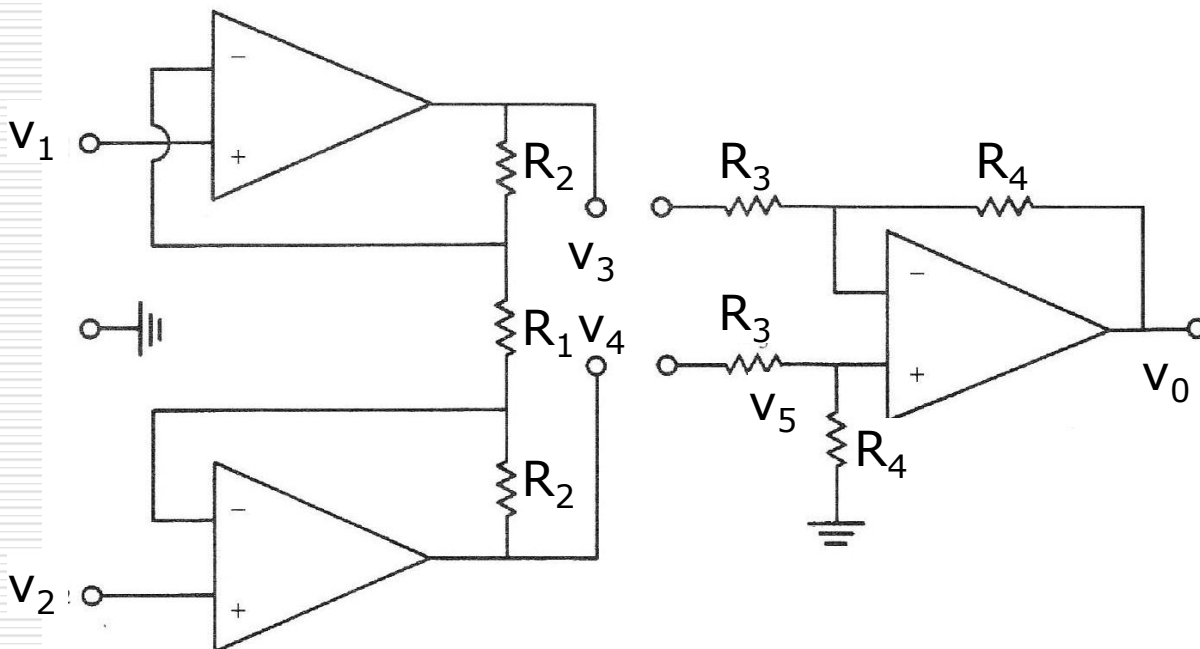 −
v₁
+
R₂
R₃
R₄
v₃
−
R₁
v₄
R₃
+
v₀
v₅
R₄
−
R₂
v₂
+